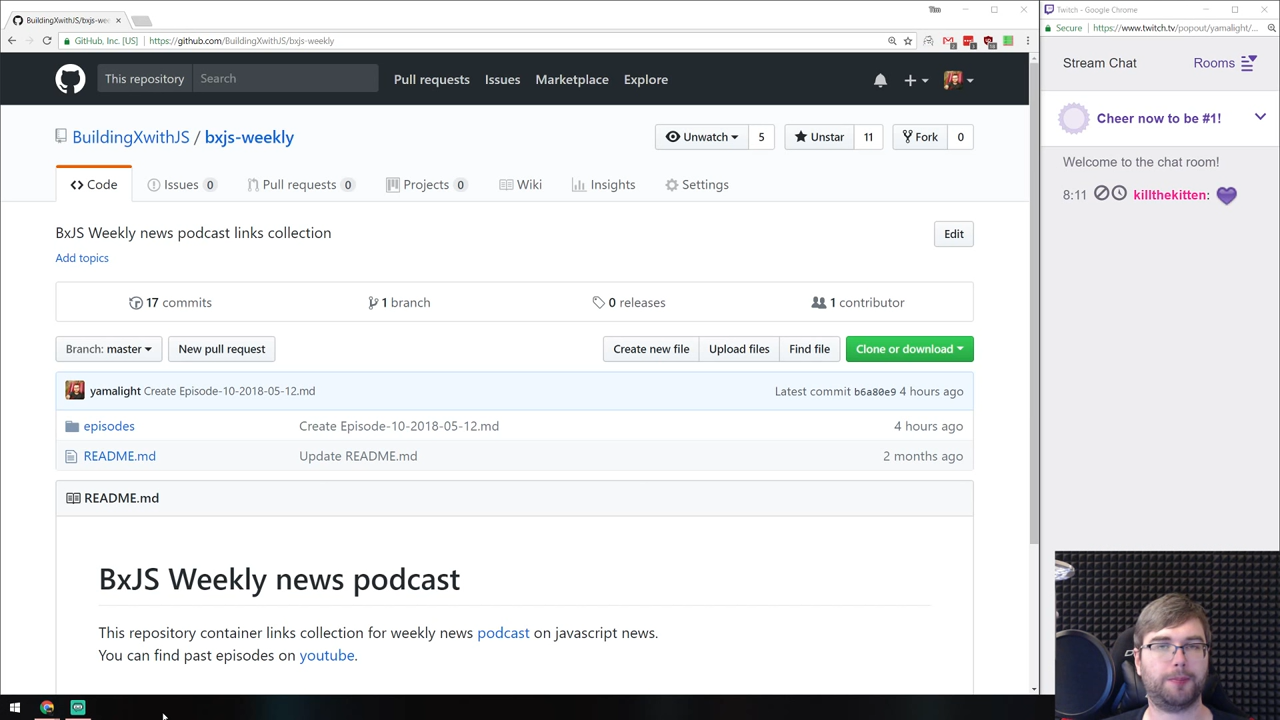 BuildingXwithJS/bxjs-wee
Tim
Twitch - Google Chrome
GitHub, Inc. [US]
https://github.com/BuildingXwithJS/bxjs-weekly
Secure
https://www.twitch.tv/popout/yamalight/...
This repository
Search
Pull requests
Issues
Marketplace
Explore
Stream Chat
Rooms
BuildingXwithJS / bxjs-weekly
Unwatch
5
Unstar
11
Fork
0
Cheer now to be #1!
Welcome to the chat room!
8:11 killthekitten:
Code
Issues 0
Pull requests 0
Projects 0
Wiki
Insights
Settings
BxJS Weekly news podcast links collection
Edit
Add topics
17 commits
1 branch
0 releases
1 contributor
Branch: master
New pull request
Create new file
Upload files
Find file
Clone or download
yamalight Create Episode-10-2018-05-12.md
Latest commit b6a80e9 4 hours ago
episodes
Create Episode-10-2018-05-12.md
4 hours ago
README.md
Update README.md
2 months ago
README.md
BxJS Weekly news podcast
This repository container links collection for weekly news podcast on javascript news.
You can find past episodes on youtube.